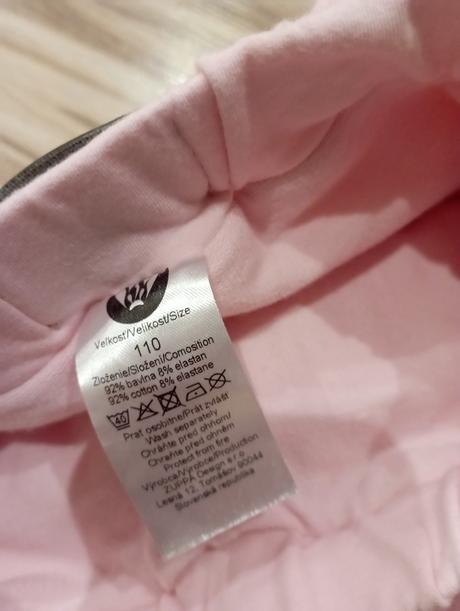 Veľkosť/Velikost/Size
110
Zloženie/Složení/Comosition
92% bavlna 8% elastan
92% cotton 8% elastane
40
Prať osobitne/Prát zvlášť
Wash separately
Chráňte pred ohňom/
Chraňte před ohněm
Protect from fire
Výrobca/Výrobce/Production
ZUPPA Design s.r.o
Lesná 12, Tomášov 90044
Slovenská republika